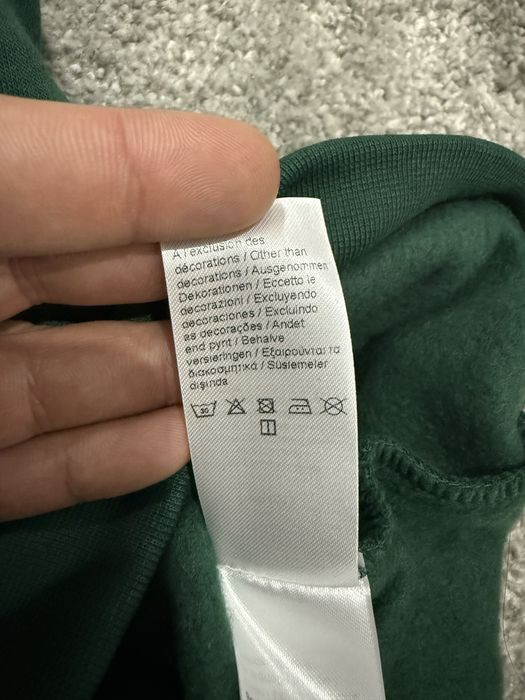 A l'exclusion des
décorations / Other than
decorations / Ausgenommen
Dekorationen / Eccetto le
decorazioni / Excluyendo
decoraciones / Excluindo
as decorações / Andet
end pynt / Behalve
versieringen / Εξαιρούνται τα
διακοσμητικά / Süslemeler
dışında
30